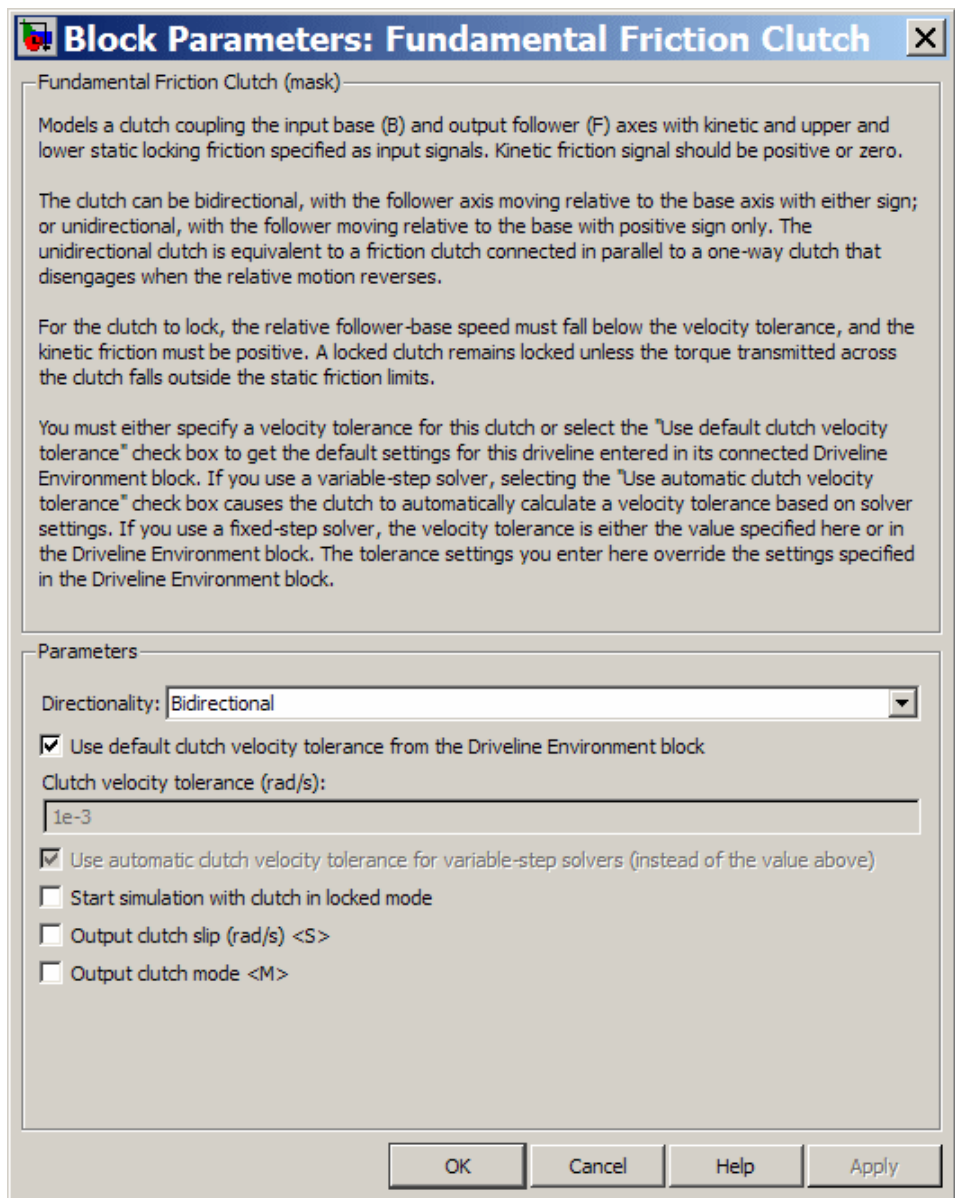 Block Parameters: Fundamental Friction Clutch
Fundamental Friction Clutch (mask)
Models a clutch coupling the input base (B) and output follower (F) axes with kinetic and upper and
lower static locking friction specified as input signals. Kinetic friction signal should be positive or zero.
The clutch can be bidirectional, with the follower axis moving relative to the base axis with either sign;
or unidirectional, with the follower moving relative to the base with positive sign only. The
unidirectional clutch is equivalent to a friction clutch connected in parallel to a one-way clutch that
disengages when the relative motion reverses.
For the clutch to lock, the relative follower-base speed must fall below the velocity tolerance, and the
kinetic friction must be positive. A locked clutch remains locked unless the torque transmitted across
the clutch falls outside the static friction limits.
You must either specify a velocity tolerance for this clutch or select the "Use default clutch velocity
tolerance" check box to get the default settings for this driveline entered in its connected Driveline
Environment block. If you use a variable-step solver, selecting the "Use automatic clutch velocity
tolerance" check box causes the clutch to automatically calculate a velocity tolerance based on solver
settings. If you use a fixed-step solver, the velocity tolerance is either the value specified here or in
the Driveline Environment block. The tolerance settings you enter here override the settings specified
in the Driveline Environment block.
Parameters
Directionality: Bidirectional
Use default clutch velocity tolerance from the Driveline Environment block
Clutch velocity tolerance (rad/s):
1e-3
Use automatic clutch velocity tolerance for variable-step solvers (instead of the value above)
Start simulation with clutch in locked mode
Output clutch slip (rad/s) <S>
Output clutch mode <M>
OK Cancel Help Apply